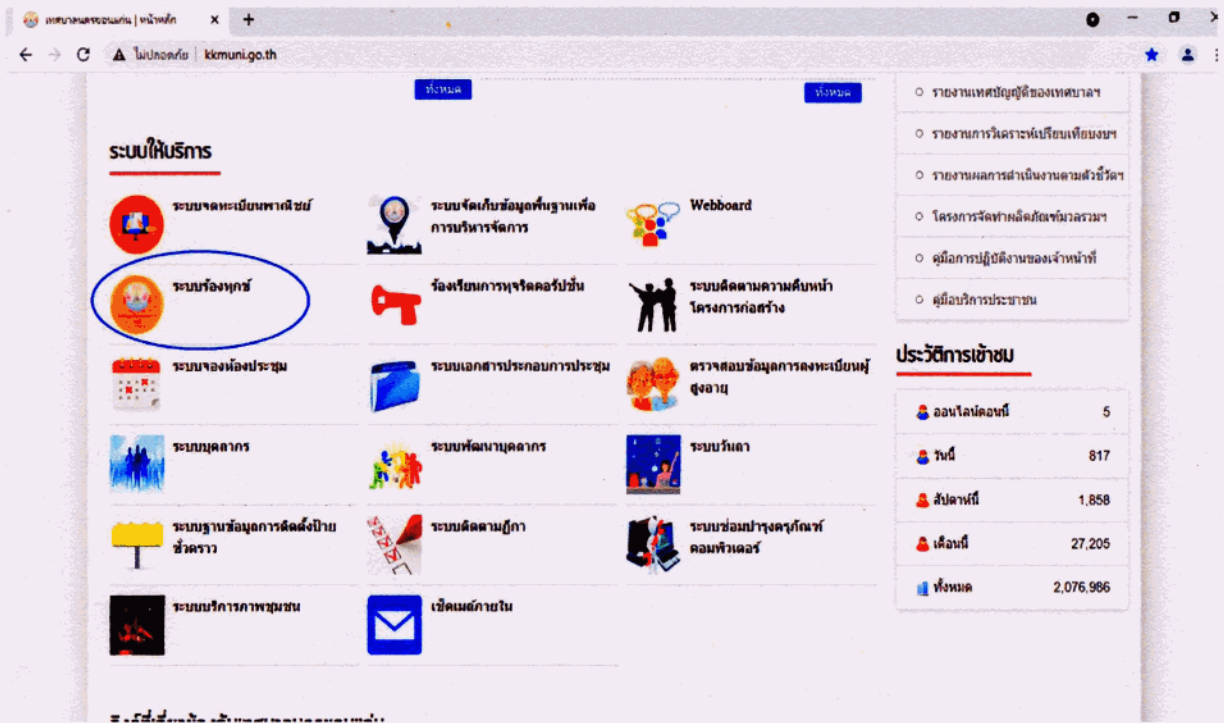 เทศบาลนครขอนแก่น | หน้าหลัก
ไม่ปลอดภัย kkmuni.go.th
ทั้งหมด
ทั้งหมด
ระบบให้บริการ
ระบบจดทะเบียนพาณิชย์
ระบบจัดเก็บข้อมูลพื้นฐานเพื่อ
การบริหารจัดการ
Webboard
ระบบร้องทุกข์
ร้องเรียนการทุจริตคอรัปชั่น
ระบบติดตามความคืบหน้า
โครงการก่อสร้าง
ระบบจองห้องประชุม
ระบบเอกสารประกอบการประชุม
ตรวจสอบข้อมูลการลงทะเบียนผู้
สูงอายุ
ระบบบุคลากร
ระบบพัฒนาบุคลากร
ระบบวันลา
ระบบฐานข้อมูลการติดตั้งป้าย
ชั่วคราว
ระบบติดตามฎีกา
ระบบซ่อมบำรุงครุภัณฑ์
คอมพิวเตอร์
ระบบบริการภาพชุมชน
เช็คเมล์ภายใน
รายงานเทศบัญญัติของเทศบาลฯ
รายงานการวิเคราะห์เปรียบเทียบงบฯ
รายงานผลการดำเนินงานตามตัวชี้วัดฯ
โครงการจัดทำผลิตภัณฑ์มวลรวมฯ
คู่มือการปฏิบัติงานของเจ้าหน้าที่
คู่มือบริการประชาชน
ประวัติการเข้าชม
ออนไลน์ตอนนี้ 5
วันนี้ 817
สัปดาห์นี้ 1,858
เดือนนี้ 27,205
ทั้งหมด 2,076,986